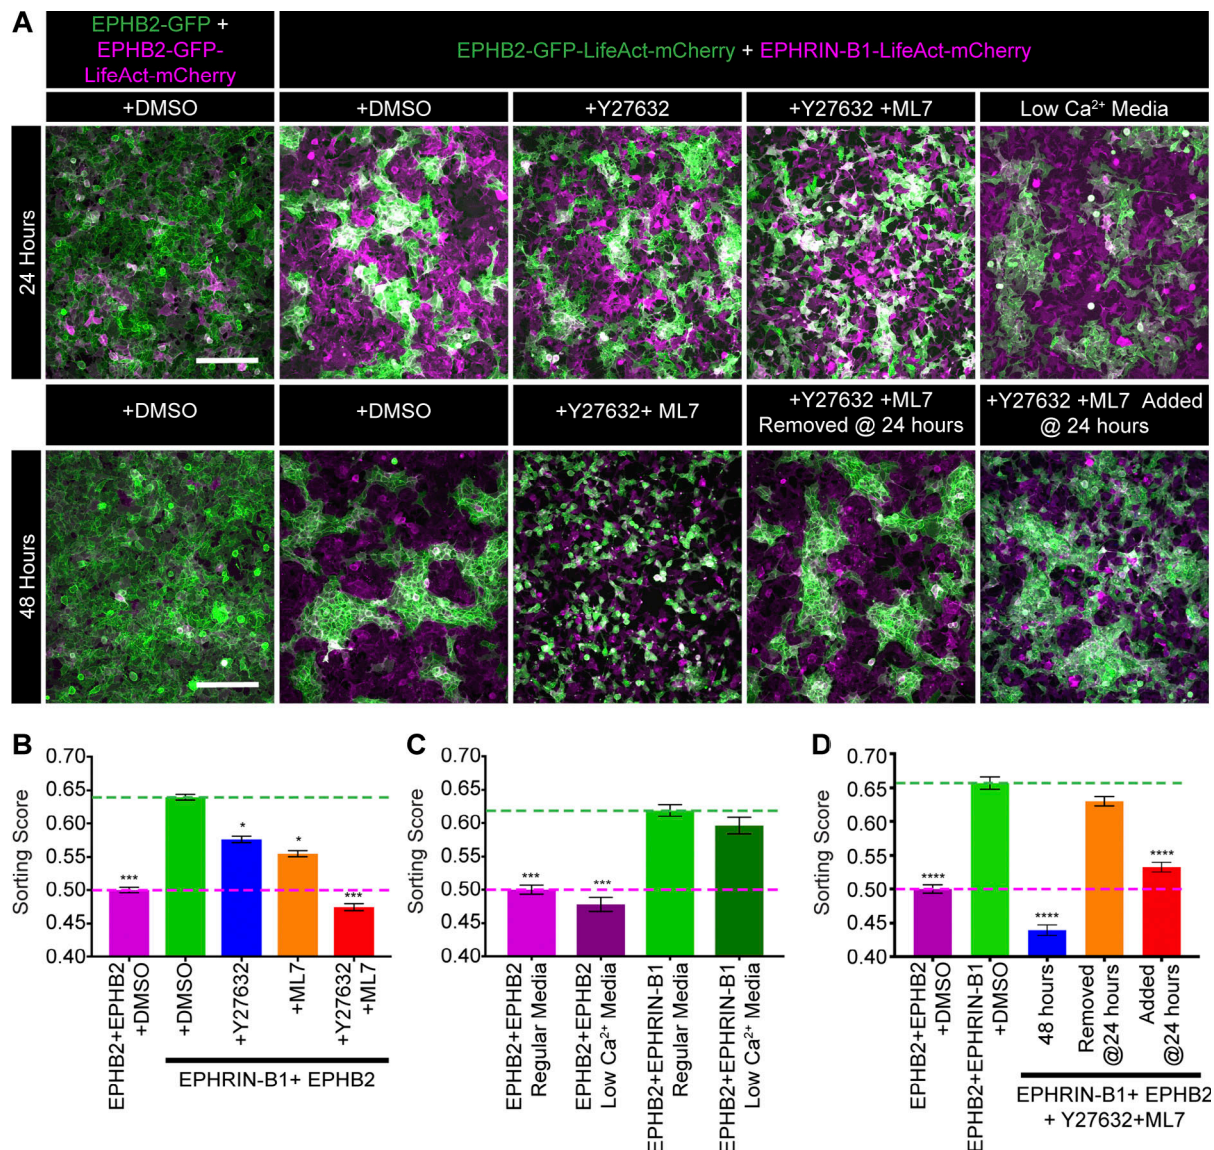 A
EPHB2-GFP +
EPHB2-GFP-
LifeAct-mCherry
EPHB2-GFP-LifeAct-mCherry + EPHRIN-B1-LifeAct-mCherry
+DMSO
+DMSO
+Y27632
+Y27632 +ML7
Low Ca²⁺ Media
24 Hours
+DMSO
+DMSO
+Y27632+ ML7
+Y27632 +ML7
Removed @ 24 hours
+Y27632 +ML7 Added
@ 24 hours
48 Hours
B
Sorting Score
0.70
0.65
0.60
0.55
0.50
0.45
0.40
***
*
*
***
EPHB2+EPHB2
+DMSO
+DMSO
+Y27632
+ML7
+Y27632
+ML7
EPHRIN-B1+ EPHB2
C
Sorting Score
0.70
0.65
0.60
0.55
0.50
0.45
0.40
***
***
EPHB2+EPHB2
Regular Media
EPHB2+EPHB2
Low Ca²⁺ Media
EPHB2+EPHRIN-B1
Regular Media
EPHB2+EPHRIN-B1
Low Ca²⁺ Media
D
Sorting Score
0.70
0.65
0.60
0.55
0.50
0.45
0.40
****
****
****
EPHB2+EPHB2
+DMSO
EPHB2+EPHRIN-B1
+DMSO
48 hours
Removed
@24 hours
Added
@24 hours
EPHRIN-B1+ EPHB2
+ Y27632+ML7